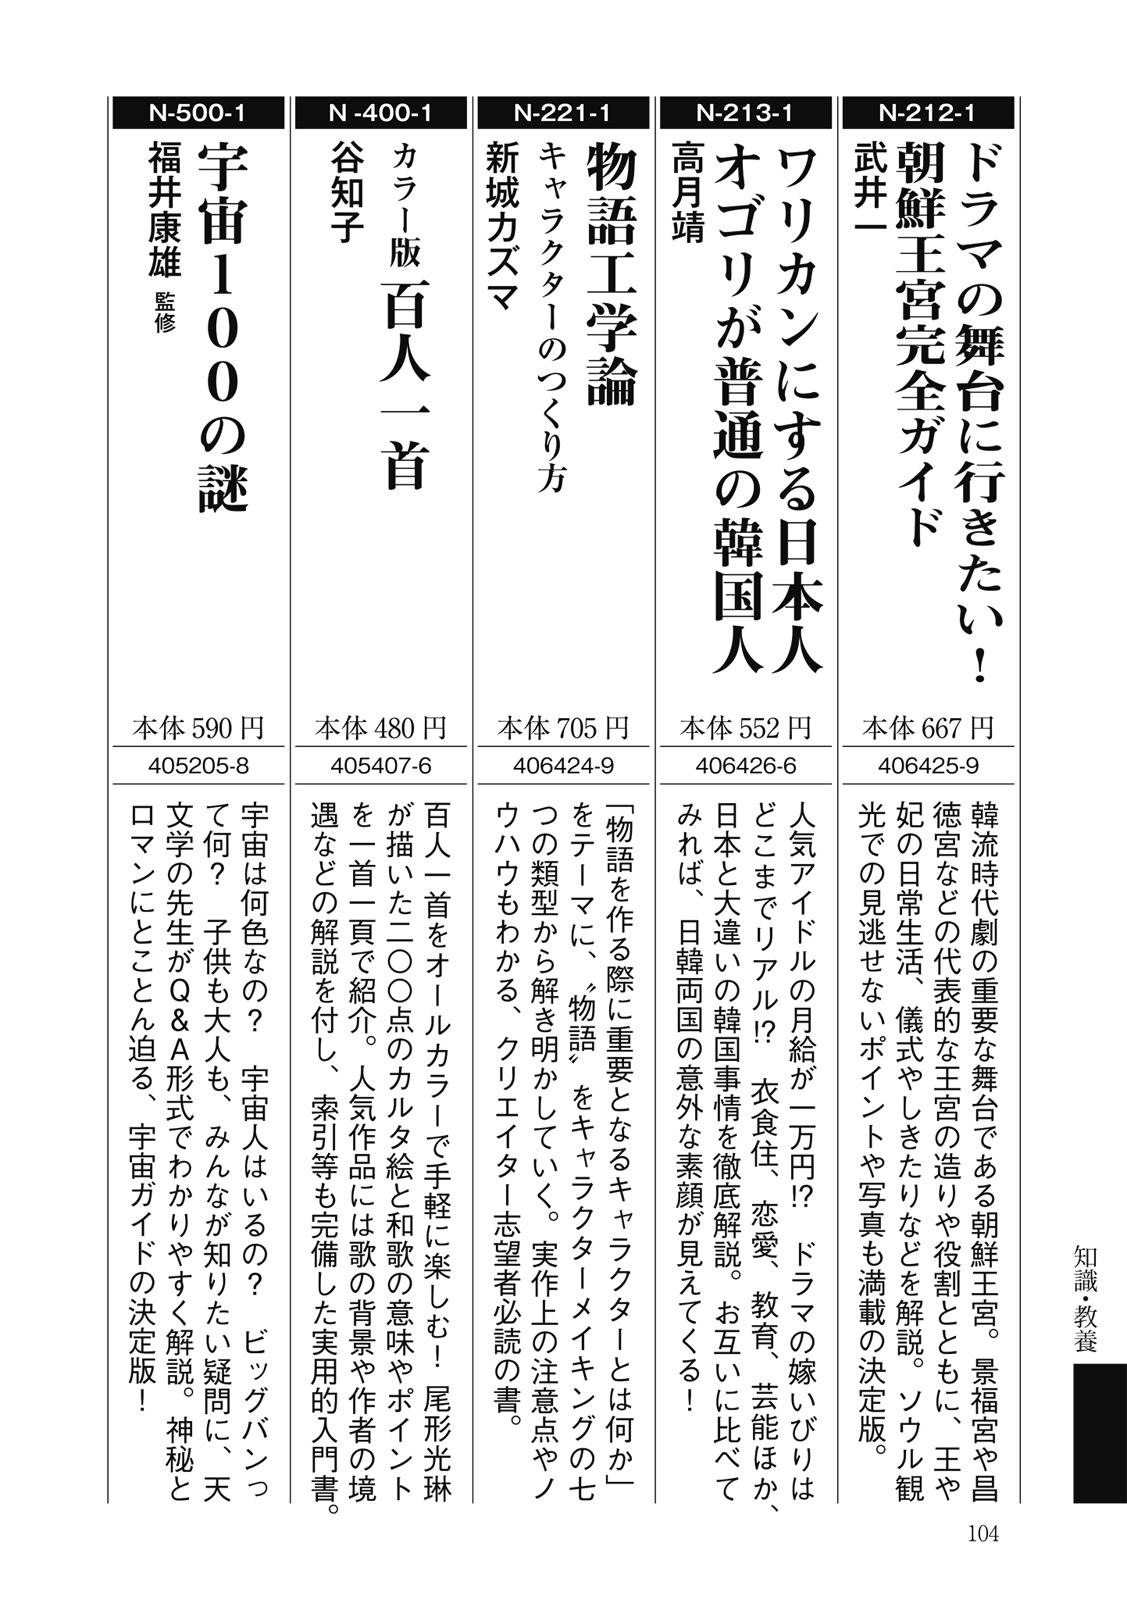 N-212-1
ドラマの舞台に行きたい！
朝鮮王宮完全ガイド
武井一
本体 667 円
406425-9
韓流時代劇の重要な舞台である朝鮮王宮。景福宮や昌
徳宮などの代表的な王宮の造りや役割とともに、王や
妃の日常生活、儀式やしきたりなどを解説。ソウル観
光での見逃せないポイントや写真も満載の決定版。
N-213-1
ワリカンにする日本人
オゴリが普通の韓国人
高月靖
本体 552 円
406426-6
人気アイドルの月給が一万円!?　ドラマの嫁いびりは
どこまでリアル!?　衣食住、恋愛、教育、芸能ほか、
日本と大違いの韓国事情を徹底解説。お互いに比べて
みれば、日韓両国の意外な素顔が見えてくる！
N-221-1
物語工学論
キャラクターのつくり方
新城カズマ
本体 705 円
406424-9
「物語を作る際に重要となるキャラクターとは何か」
をテーマに、〝物語〟をキャラクターメイキングの七
つの類型から解き明かしていく。実作上の注意点やノ
ウハウもわかる、クリエイター志望者必読の書。
N -400-1
カラー版 百人一首
谷知子
本体 480 円
405407-6
百人一首をオールカラーで手軽に楽しむ！ 尾形光琳
が描いた二〇〇点のカルタ絵と和歌の意味やポイント
を一首一頁で紹介。人気作品には歌の背景や作者の境
遇などの解説を付し、索引等も完備した実用的入門書。
N-500-1
宇宙100の謎
福井康雄 監修
本体 590 円
405205-8
宇宙は何色なの？　宇宙人はいるの？　ビッグバンっ
て何？　子供も大人も、みんなが知りたい疑問に、天
文学の先生がQ＆A形式でわかりやすく解説。神秘と
ロマンにとことん迫る、宇宙ガイドの決定版！
知識・教養
104